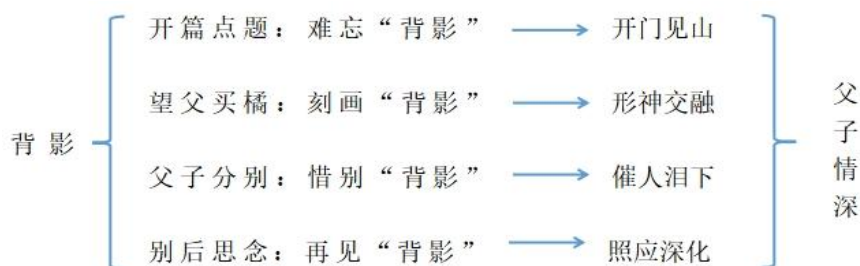 开篇点题：难忘“背影” 开门见山
望父买橘：刻画“背影” 形神交融
背影
父子分别：惜别“背影” 催人泪下
别后思念：再见“背影” 照应深化
父子情深